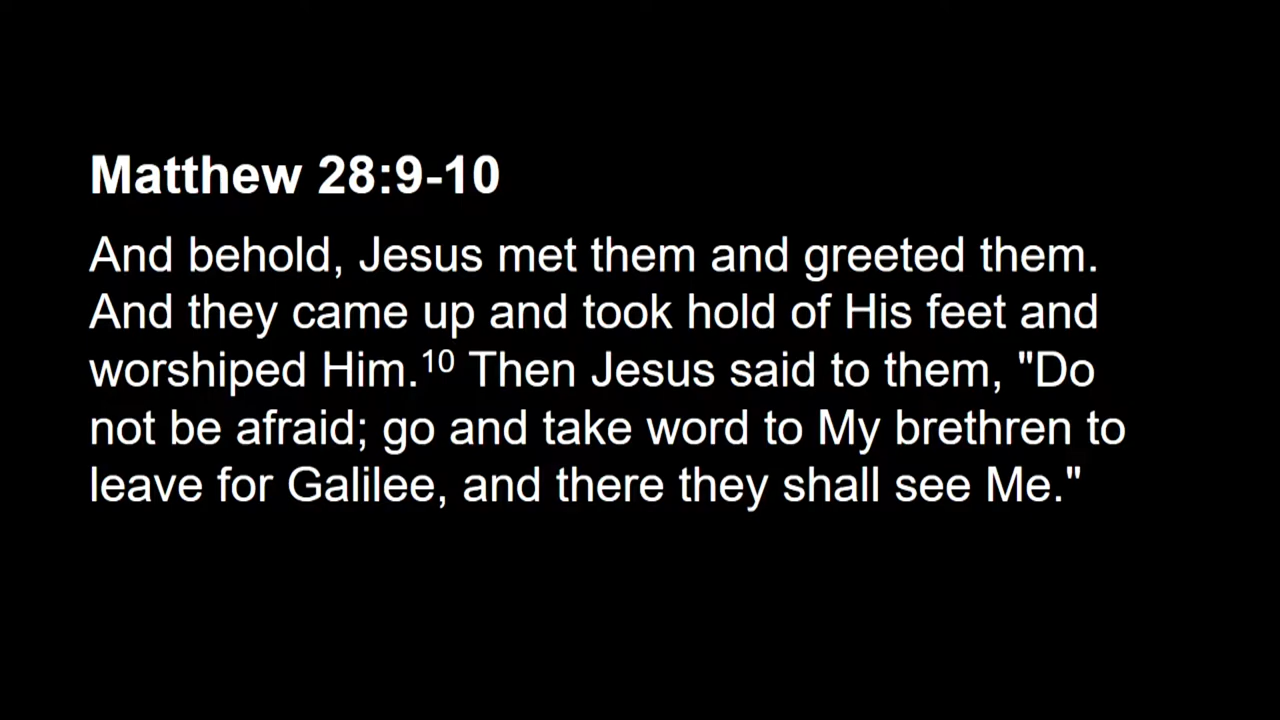 Matthew 28:9-10
And behold, Jesus met them and greeted them.
And they came up and took hold of His feet and
worshiped Him.¹⁰ Then Jesus said to them, "Do
not be afraid; go and take word to My brethren to
leave for Galilee, and there they shall see Me."